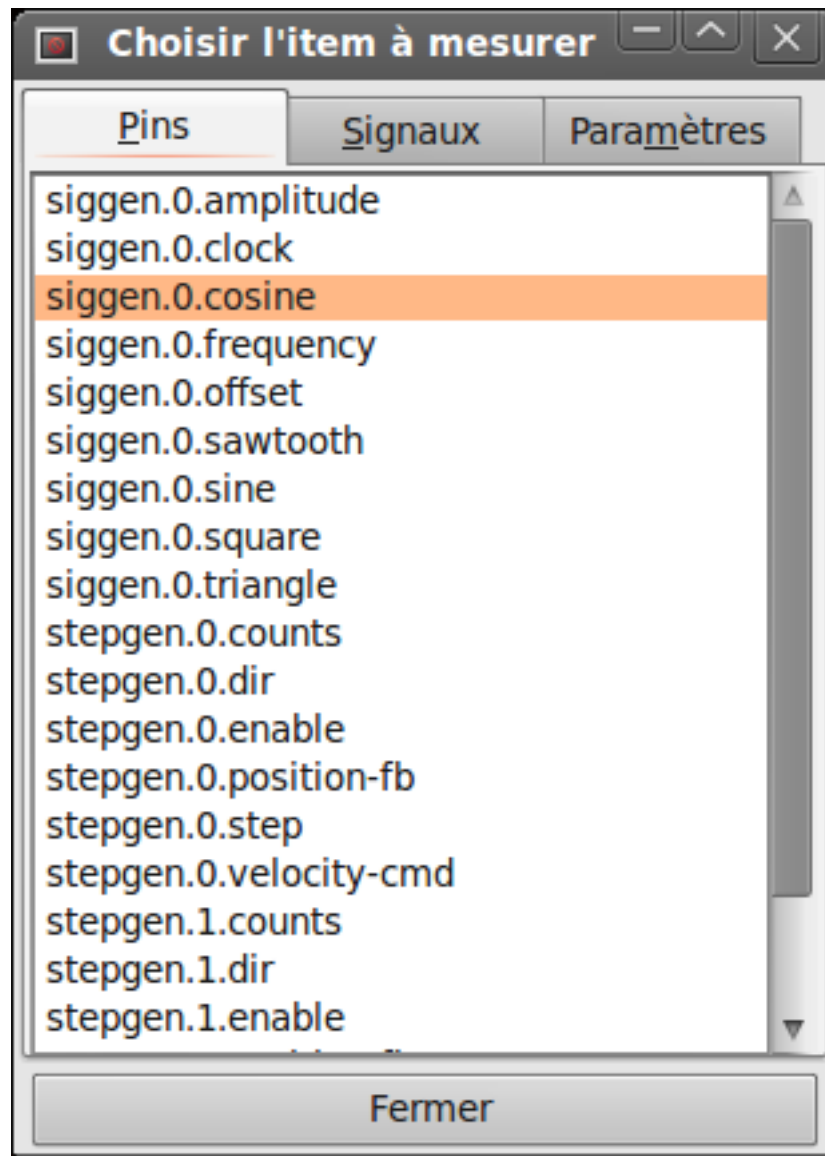 Choisir l'item à mesurer
Pins Signaux Paramètres
siggen.0.amplitude
siggen.0.clock
siggen.0.cosine
siggen.0.frequency
siggen.0.offset
siggen.0.sawtooth
siggen.0.sine
siggen.0.square
siggen.0.triangle
stepgen.0.counts
stepgen.0.dir
stepgen.0.enable
stepgen.0.position-fb
stepgen.0.step
stepgen.0.velocity-cmd
stepgen.1.counts
stepgen.1.dir
stepgen.1.enable
Fermer